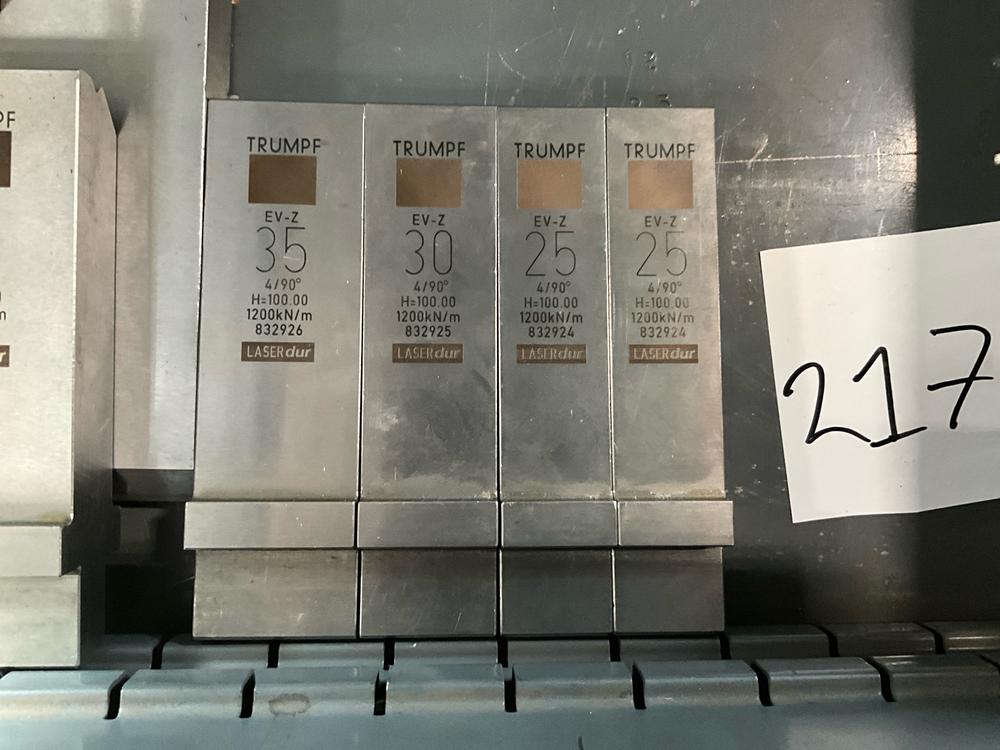 TRUMPF
EV-Z
35
4/90°
H=100.00
1200kN/m
832926
LASERdur
TRUMPF
EV-Z
30
4/90°
H=100.00
1200kN/m
832925
LASERdur
TRUMPF
EV-Z
25
4/90°
H=100.00
1200kN/m
832924
LASERdur
TRUMPF
EV-Z
25
4/90°
H=100.00
1200kN/m
832924
LASERdur
217